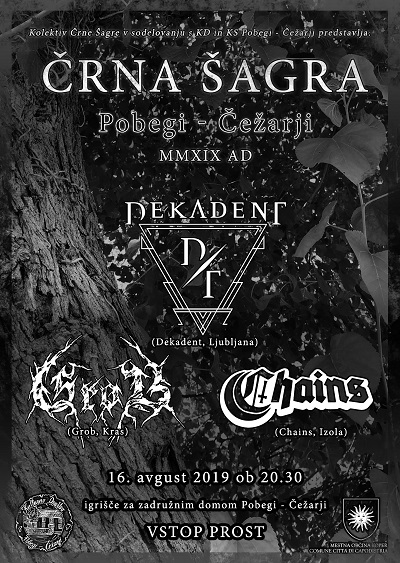 Kolektiv Črne Šagre v sodelovanju s KD in KS Pobegi - Čežarji predstavlja:
ČRNA ŠAGRA
Pobegi - Čežarji
MMXIX AD
DEKADENT
D/T
(Dekadent, Ljubljana)
Grob
(Grob, Kras)
Chains
(Chains, Izola)
16. avgust 2019 ob 20.30
igrišče za zadružnim domom Pobegi - Čežarji
VSTOP PROST
MESTNA OBČINA KOPER
COMUNE CITTÀ DI CAPODISTRIA